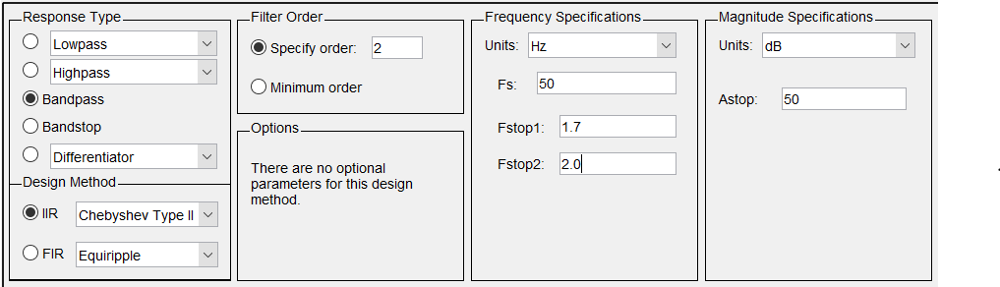 Response Type
Lowpass
Highpass
Bandpass
Bandstop
Differentiator
Design Method
IIR Chebyshev Type II
FIR Equiripple
Filter Order
Specify order: 2
Minimum order
Options
There are no optional
parameters for this design
method.
Frequency Specifications
Units: Hz
Fs: 50
Fstop1: 1.7
Fstop2: 2.0
Magnitude Specifications
Units: dB
Astop: 50